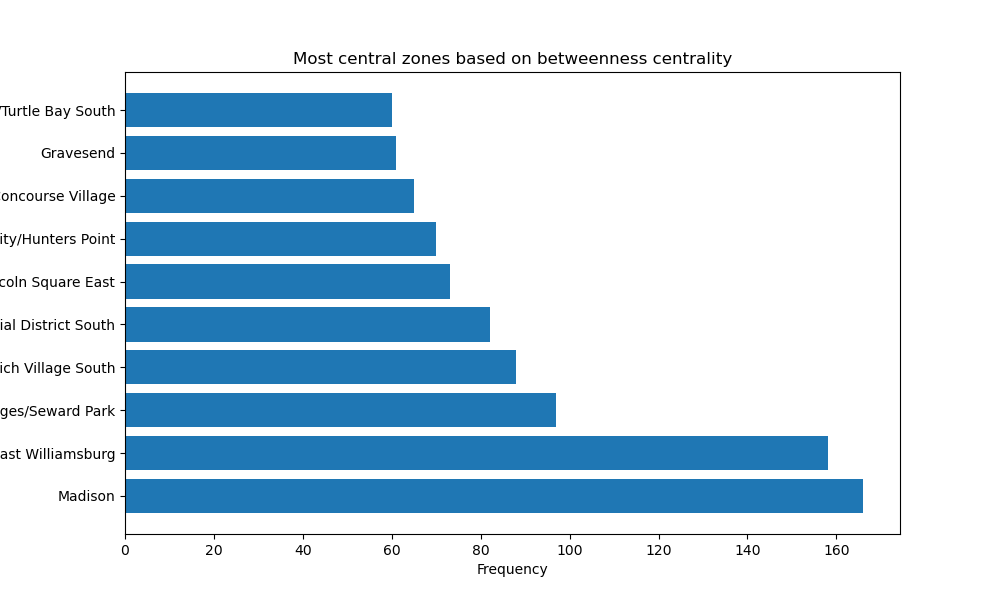 Most central zones based on betweenness centrality
/Turtle Bay South
Gravesend
Concourse Village
ity/Hunters Point
coln Square East
ial District South
ich Village South
ges/Seward Park
ast Williamsburg
Madison
0 20 40 60 80 100 120 140 160
Frequency